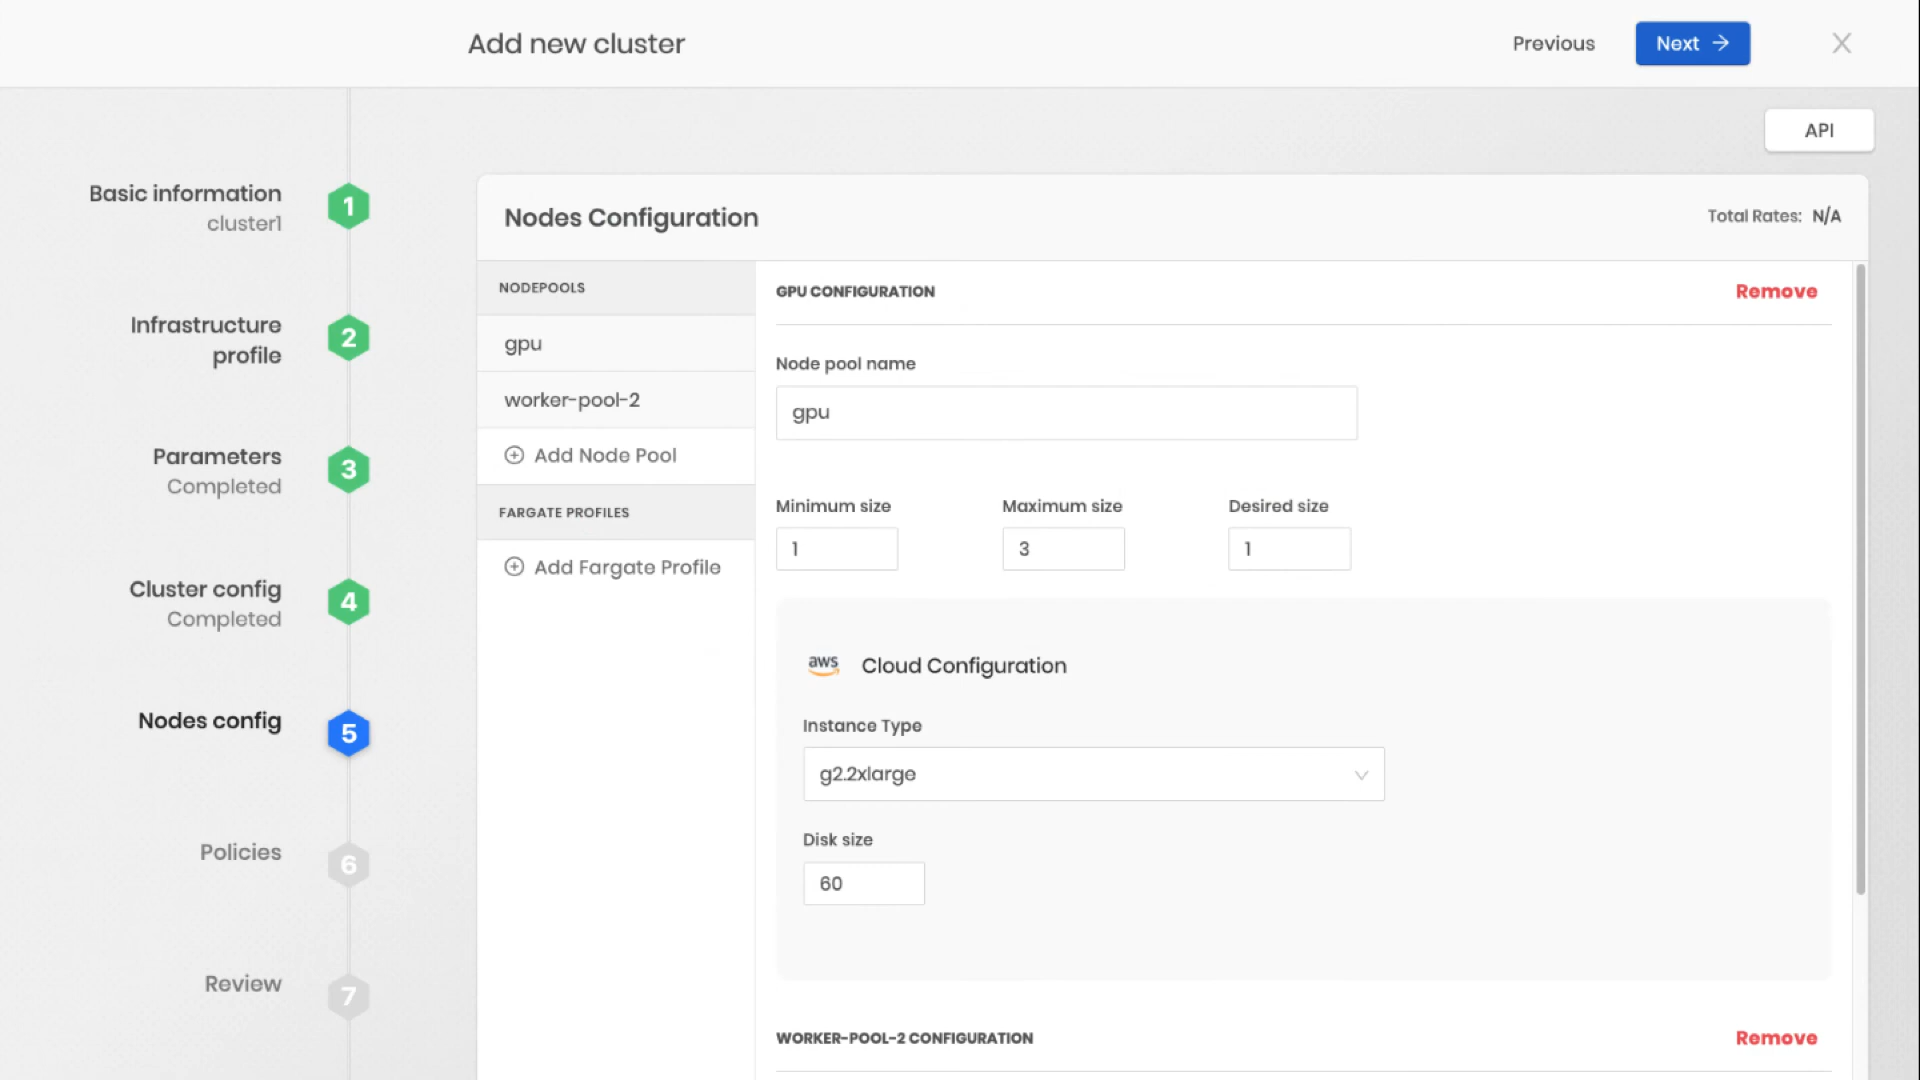 Add new cluster
Previous
Next
API
Basic information
cluster1
1
Infrastructure
profile
2
Parameters
Completed
3
Cluster config
Completed
4
Nodes config
5
Policies
6
Review
7
Nodes Configuration
Total Rates: N/A
NODEPOOLS
gpu
worker-pool-2
Add Node Pool
FARGATE PROFILES
Add Fargate Profile
GPU CONFIGURATION
Remove
Node pool name
gpu
Minimum size
Maximum size
Desired size
1
3
1
aws
Cloud Configuration
Instance Type
g2.2xlarge
Disk size
60
WORKER-POOL-2 CONFIGURATION
Remove